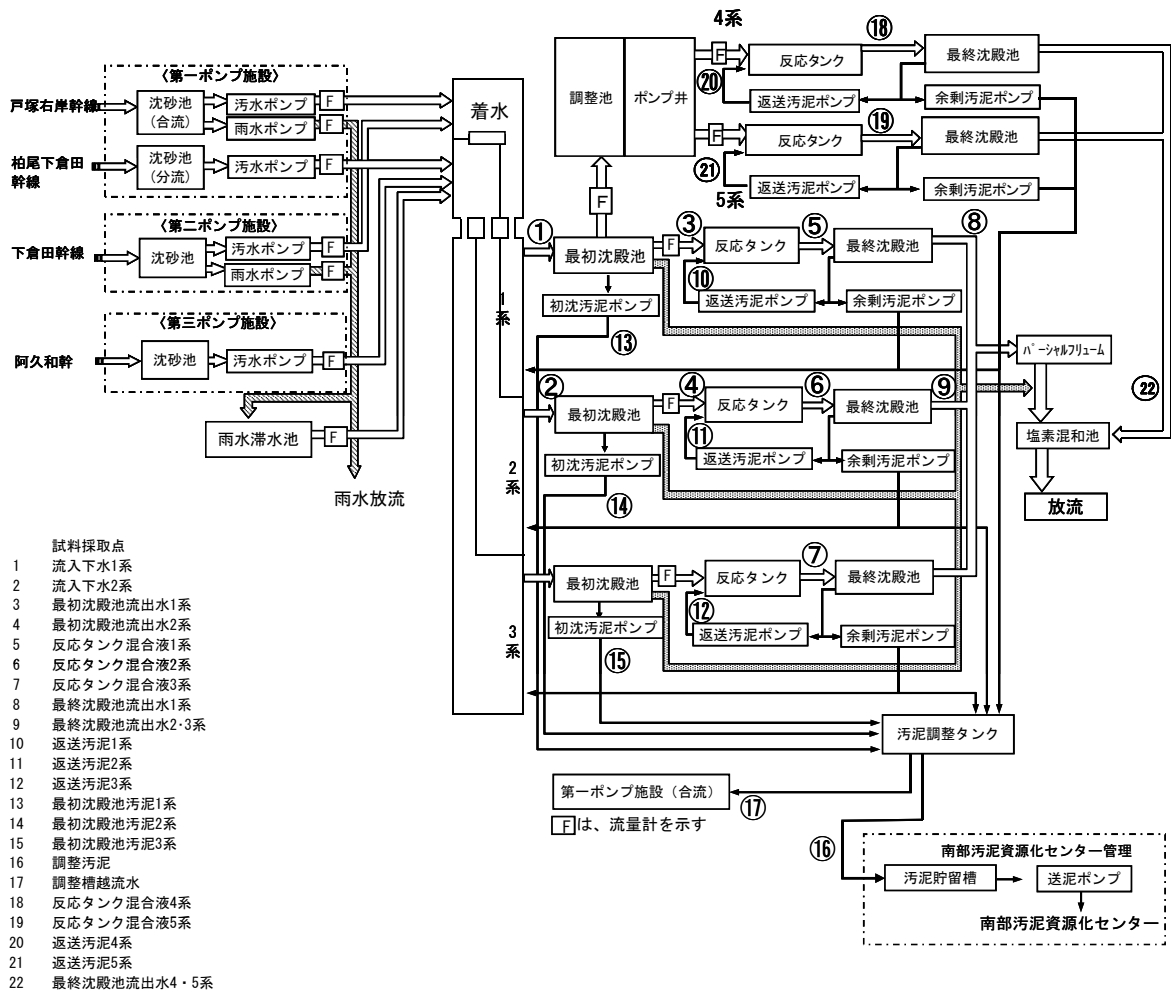 〈第一ポンプ施設〉
戸塚右岸幹線
沈砂池
(合流)
汚水ポンプ
F
雨水ポンプ
F
柏尾下倉田
幹線
沈砂池
(分流)
汚水ポンプ
F
〈第二ポンプ施設〉
下倉田幹線
沈砂池
汚水ポンプ
F
雨水ポンプ
F
〈第三ポンプ施設〉
阿久和幹
沈砂池
汚水ポンプ
F
雨水滞水池
F
雨水放流
着水
1系
2系
3系
4系
調整池
ポンプ井
F
反応タンク
⑱
最終沈殿池
⑳
返送汚泥ポンプ
余剰汚泥ポンプ
F
反応タンク
⑲
最終沈殿池
㉑
返送汚泥ポンプ
余剰汚泥ポンプ
5系
F
①
最初沈殿池
F
③
反応タンク
⑤
最終沈殿池
⑧
⑩
初沈汚泥ポンプ
返送汚泥ポンプ
余剰汚泥ポンプ
⑬
②
最初沈殿池
F
④
反応タンク
⑥
最終沈殿池
⑨
⑪
初沈汚泥ポンプ
返送汚泥ポンプ
余剰汚泥ポンプ
⑭
最初沈殿池
F
反応タンク
⑦
最終沈殿池
⑫
初沈汚泥ポンプ
返送汚泥ポンプ
余剰汚泥ポンプ
⑮
パーシャルフリューム
㉒
塩素混和池
放流
汚泥調整タンク
第一ポンプ施設(合流)
⑰
Fは、流量計を示す
⑯
南部汚泥資源化センター管理
汚泥貯留槽
送泥ポンプ
南部汚泥資源化センター
試料採取点
1 流入下水1系
2 流入下水2系
3 最初沈殿池流出水1系
4 最初沈殿池流出水2系
5 反応タンク混合液1系
6 反応タンク混合液2系
7 反応タンク混合液3系
8 最終沈殿池流出水1系
9 最終沈殿池流出水2・3系
10 返送汚泥1系
11 返送汚泥2系
12 返送汚泥3系
13 最初沈殿池汚泥1系
14 最初沈殿池汚泥2系
15 最初沈殿池汚泥3系
16 調整汚泥
17 調整槽越流水
18 反応タンク混合液4系
19 反応タンク混合液5系
20 返送汚泥4系
21 返送汚泥5系
22 最終沈殿池流出水4・5系